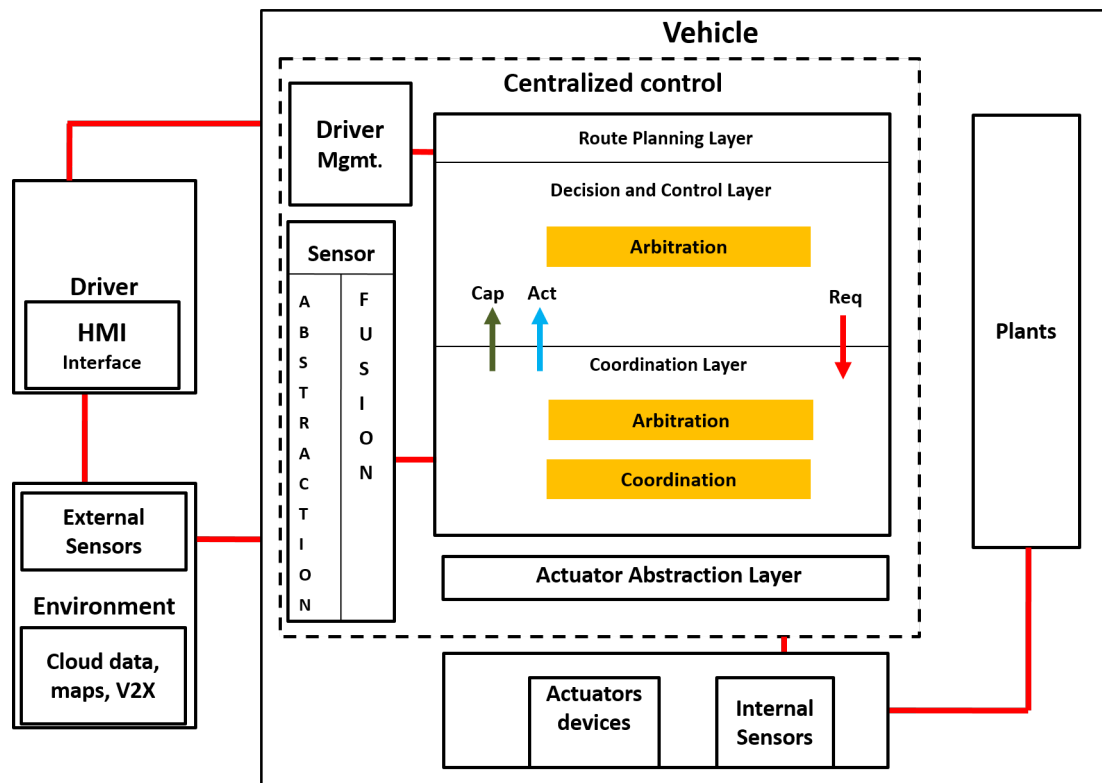 Vehicle
Centralized control
Driver
Mgmt.
Route Planning Layer
Decision and Control Layer
Arbitration
Sensor
ABSTRACTION
FUSION
Cap
Act
Req
Coordination Layer
Arbitration
Coordination
Actuator Abstraction Layer
Actuators
devices
Internal
Sensors
Plants
Driver
HMI
Interface
External
Sensors
Environment
Cloud data,
maps, V2X